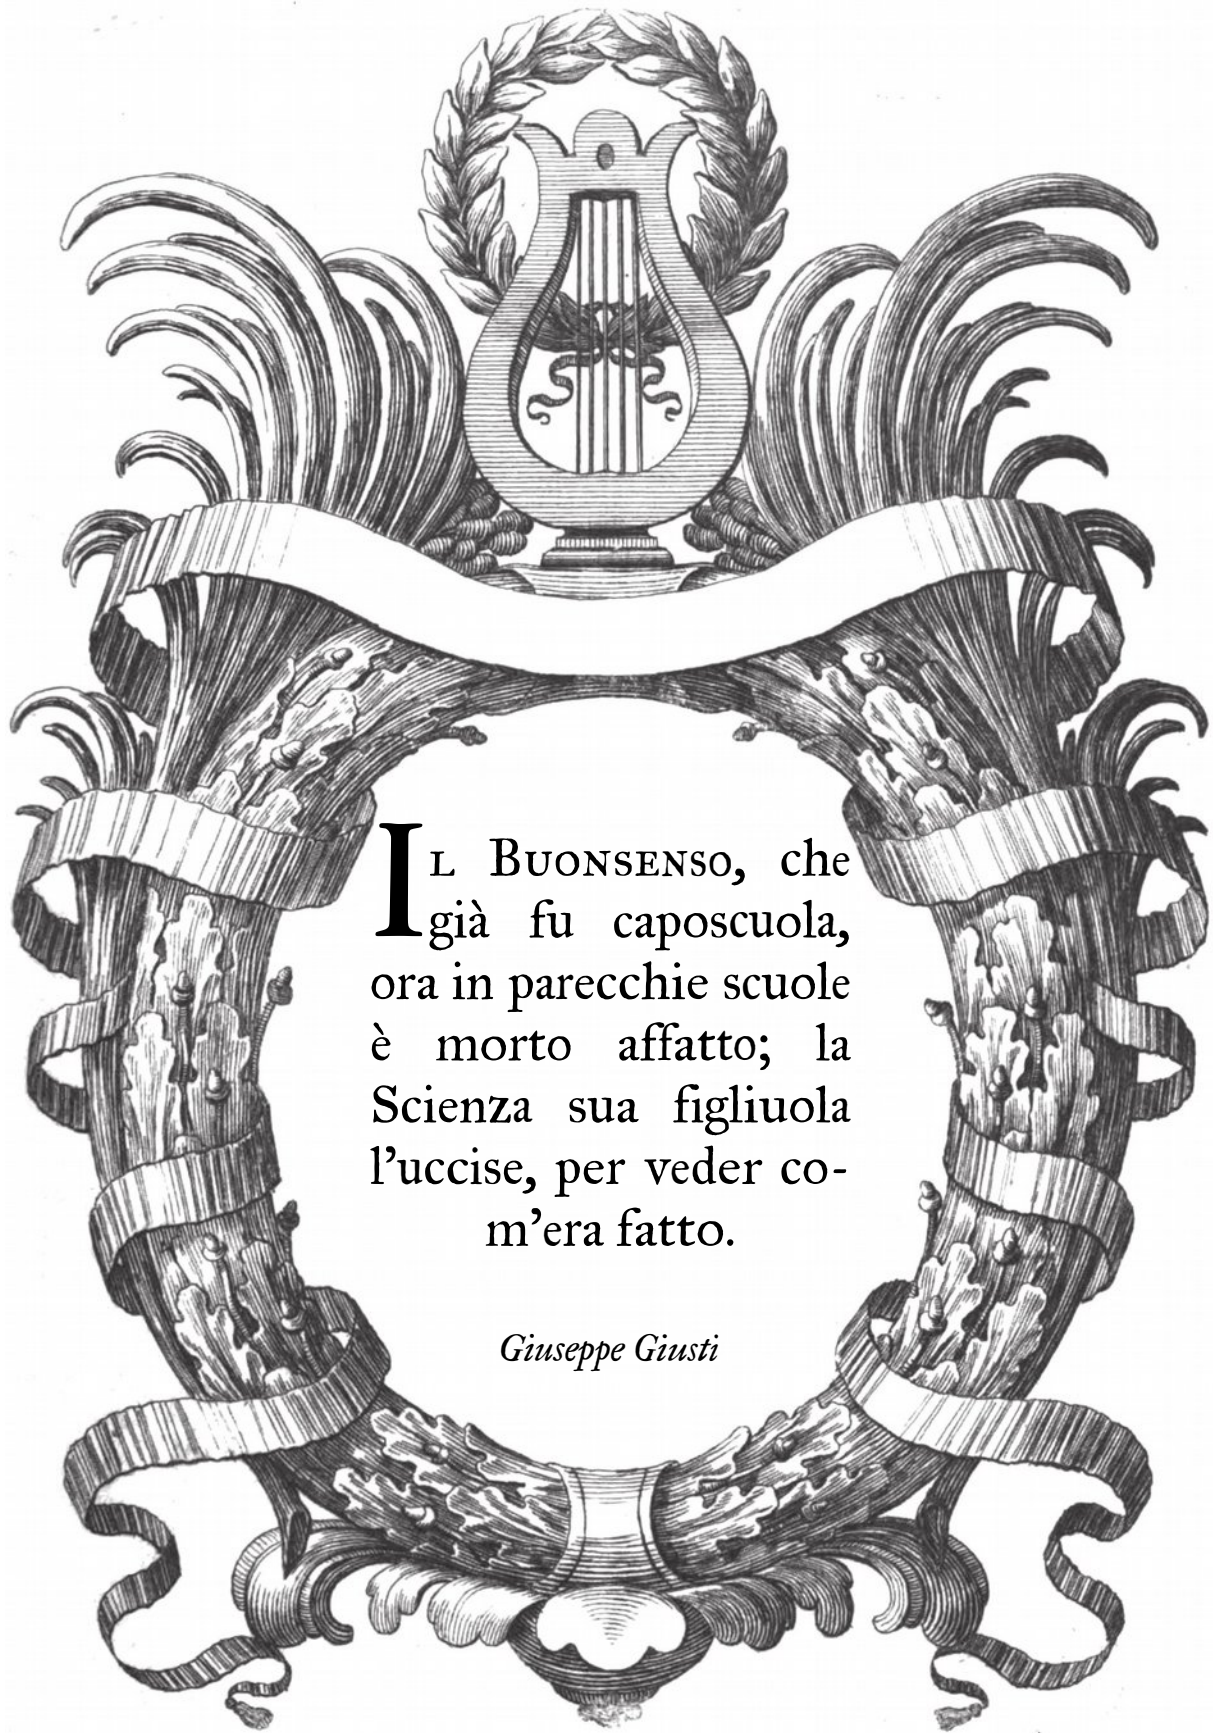 Il Buonsenso, che
già fu caposcuola,
ora in parecchie scuole
è morto affatto; la
Scienza sua figliuola
l’uccise, per veder co-
m’era fatto.
Giuseppe Giusti